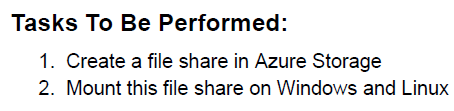 Tasks To Be Performed:
1. Create a file share in Azure Storage
2. Mount this file share on Windows and Linux